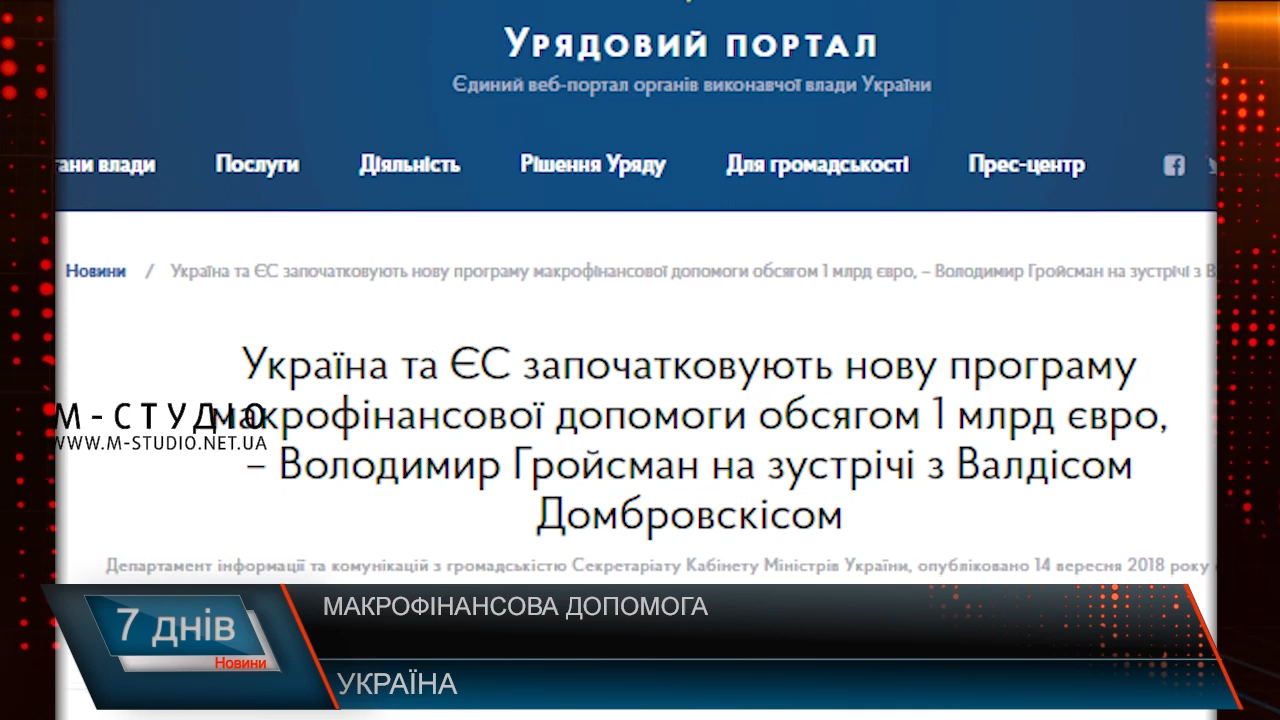 Урядовий портал
Єдиний веб-портал органів виконавчої влади України
гани влади Послуги Діяльність Рішення Уряду Для громадськості Прес-центр
Новини / Україна та ЄС започатковують нову програму макрофінансової допомоги обсягом 1 млрд євро, – Володимир Гройсман на зустрічі з В
Україна та ЄС започатковують нову програму
макрофінансової допомоги обсягом 1 млрд євро,
– Володимир Гройсман на зустрічі з Валдісом
Домбровскісом
М-СТУДІО
WWW.M-STUDIO.NET.UA
Департамент інформації та комунікацій з громадськістю Секретаріату Кабінету Міністрів України, опубліковано 14 вересня 2018 року
7 днів
Новини
МАКРОФІНАНСОВА ДОПОМОГА
УКРАЇНА